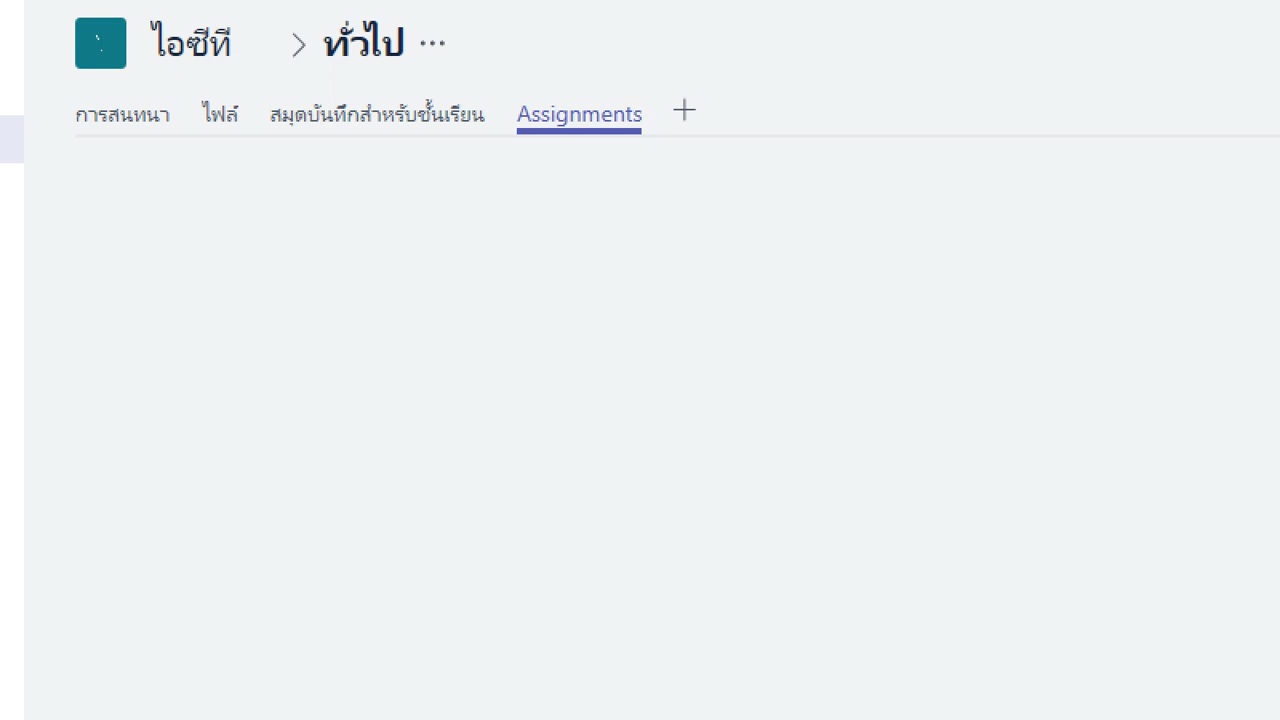 ไอซีที > ทั่วไป ...
การสนทนา ไฟล์ สมุดบันทึกสำหรับชั้นเรียน Assignments +